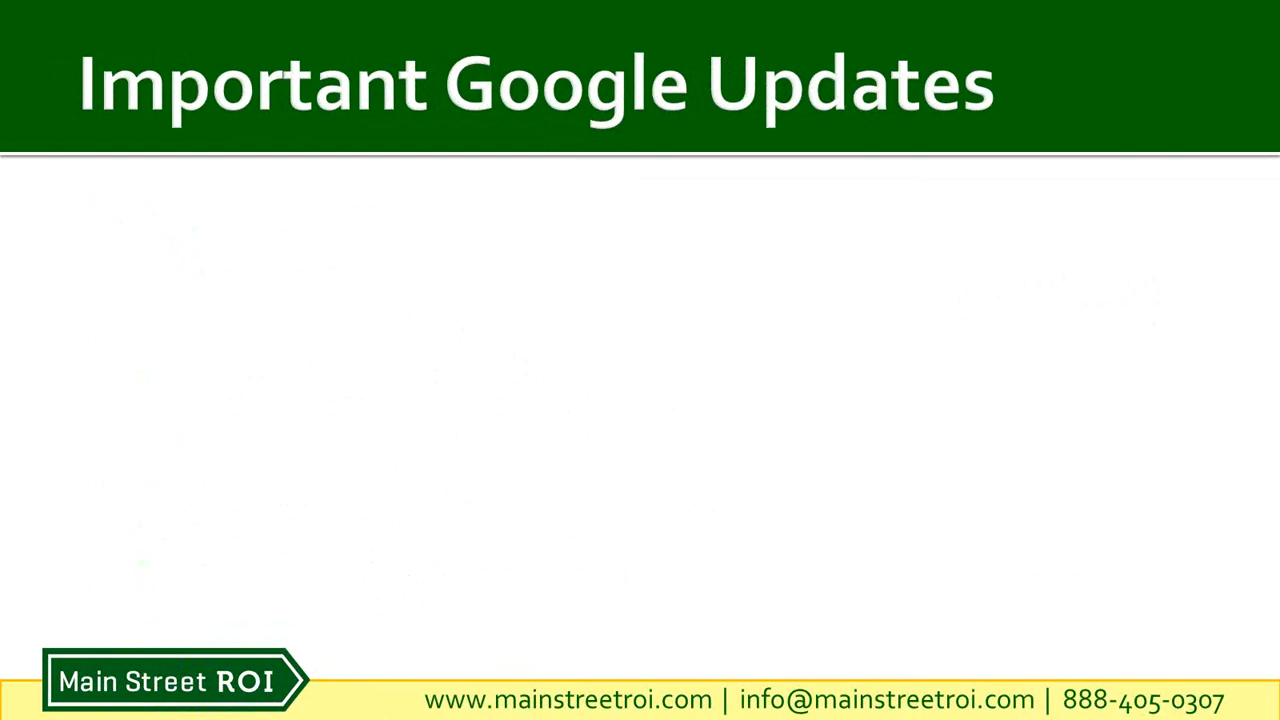 Important Google Updates
Main Street ROI
www.mainstreetroi.com | info@mainstreetroi.com | 888-405-0307